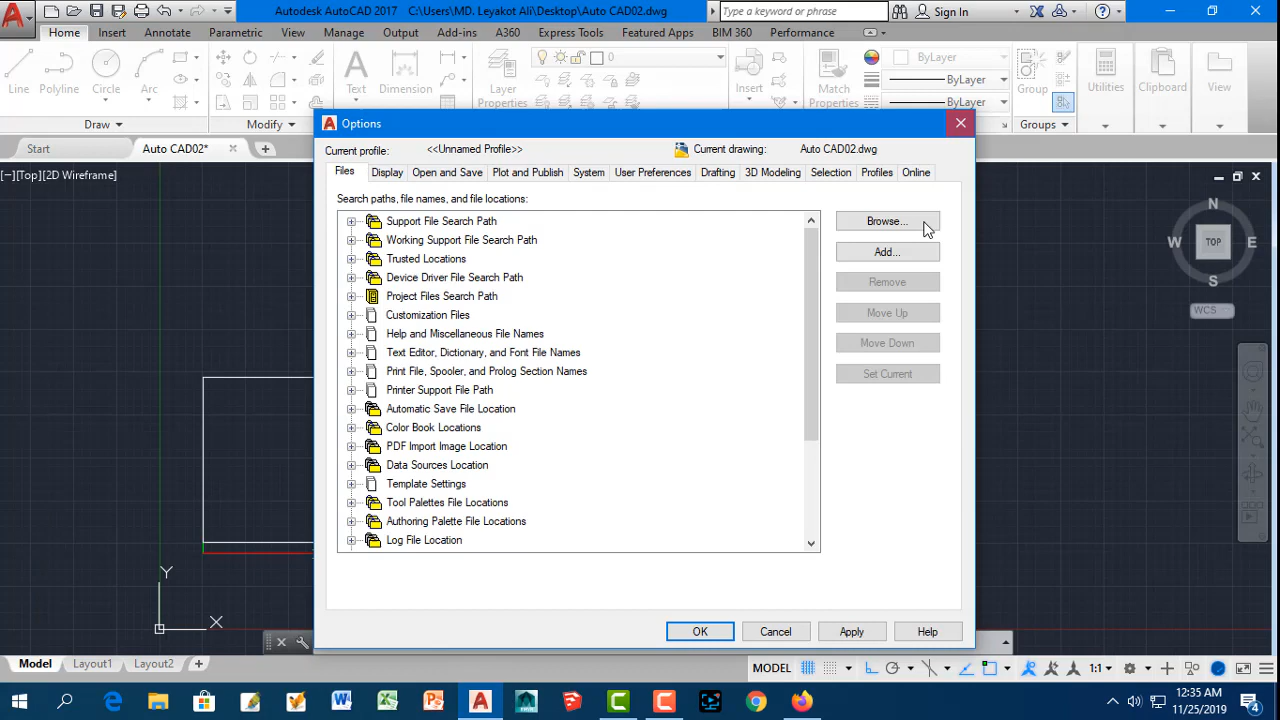 Autodesk AutoCAD 2017 C:\Users\MD. Leyakot Ali\Desktop\Auto CAD02.dwg
Type a keyword or phrase
Sign In
Home Insert Annotate Parametric View Manage Output Add-ins A360 Express Tools Featured Apps BIM 360 Performance
Line Polyline Circle Arc Text Dimension Layer Properties Insert Match Properties Group Utilities Clipboard View
0
ByLayer
ByLayer
ByLayer
Draw Modify Groups
Start Auto CAD02*
[−][Top][2D Wireframe]
Options
Current profile: <<Unnamed Profile>> Current drawing: Auto CAD02.dwg
Files Display Open and Save Plot and Publish System User Preferences Drafting 3D Modeling Selection Profiles Online
Search paths, file names, and file locations:
Support File Search Path
Working Support File Search Path
Trusted Locations
Device Driver File Search Path
Project Files Search Path
Customization Files
Help and Miscellaneous File Names
Text Editor, Dictionary, and Font File Names
Print File, Spooler, and Prolog Section Names
Printer Support File Path
Automatic Save File Location
Color Book Locations
PDF Import Image Location
Data Sources Location
Template Settings
Tool Palettes File Locations
Authoring Palette File Locations
Log File Location
Browse...
Add...
Remove
Move Up
Move Down
Set Current
OK Cancel Apply Help
N
W TOP E
S
WCS
Y
X
Model Layout1 Layout2 +
MODEL 1:1
12:35 AM
11/25/2019
4